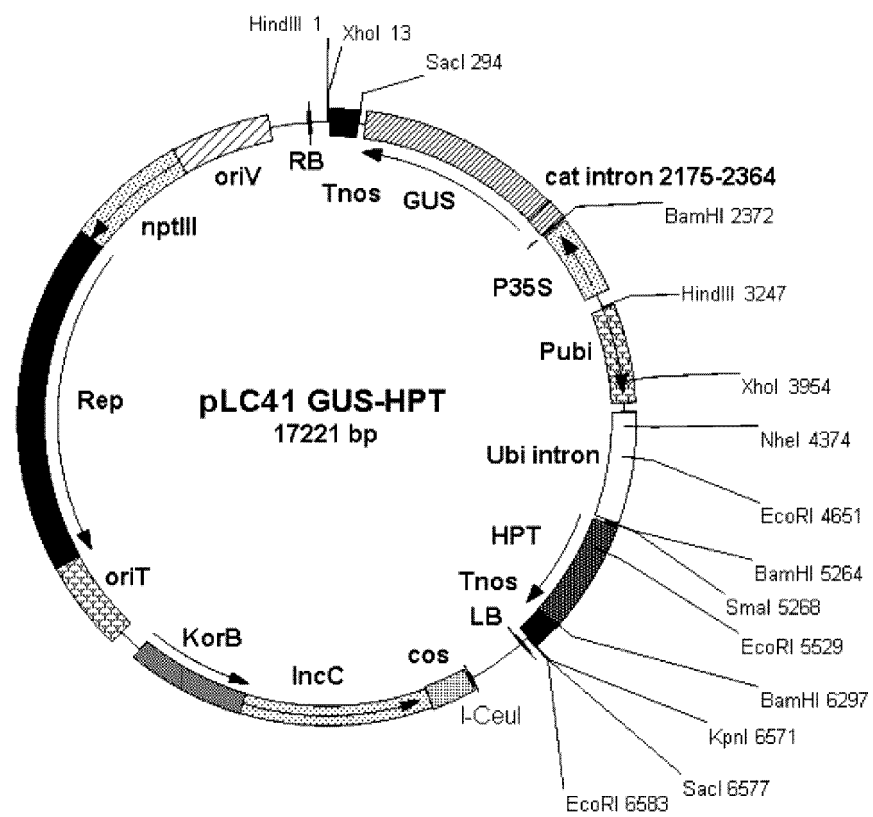 HindIII 1
XhoI 13
SacI 294
RB
oriV
Tnos
GUS
cat intron 2175-2364
BamHI 2372
nptIII
P35S
HindIII 3247
Pubi
XhoI 3954
Rep
pLC41 GUS-HPT
17221 bp
NheI 4374
Ubi intron
EcoRI 4651
HPT
BamHI 5264
oriT
Tnos
SmaI 5268
LB
EcoRI 5529
KorB
cos
IncC
BamHI 6297
I-CeuI
KpnI 6571
SacI 6577
EcoRI 6583